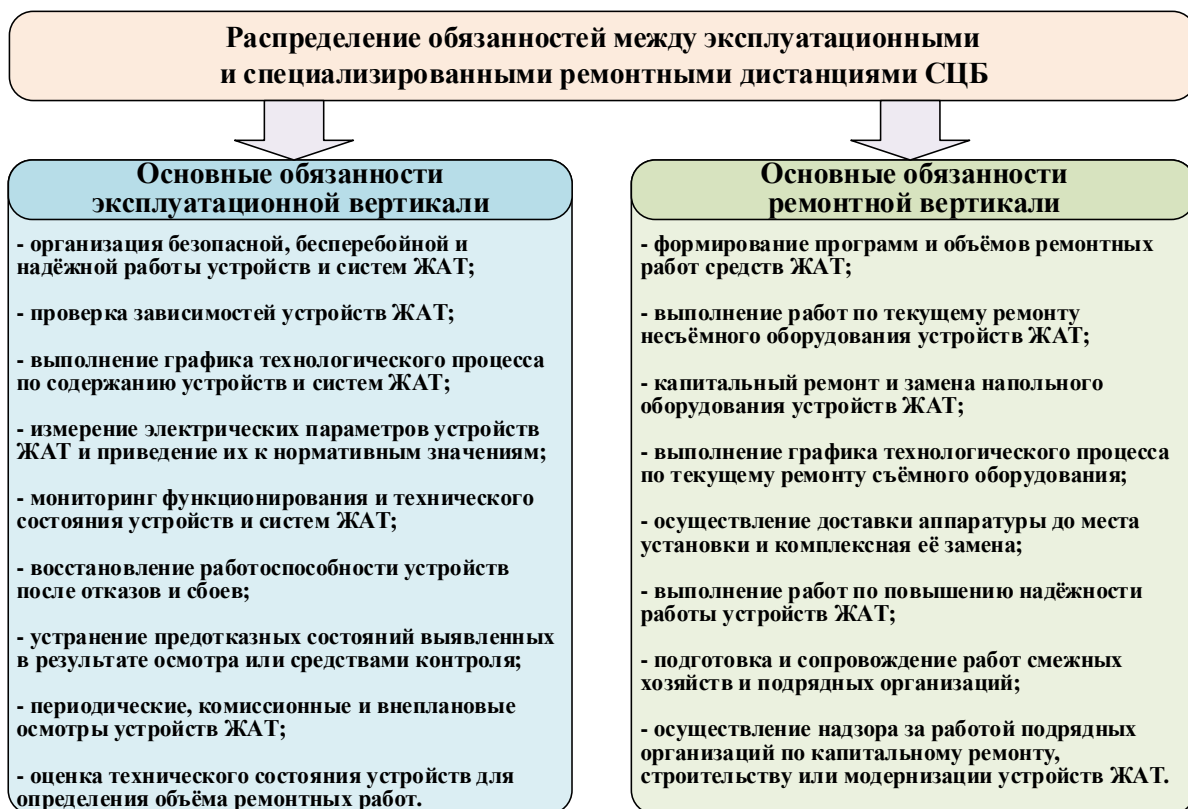 Распределение обязанностей между эксплуатационными
и специализированными ремонтными дистанциями СЦБ
Основные обязанности
эксплуатационной вертикали
- организация безопасной, бесперебойной и
надёжной работы устройств и систем ЖАТ;
- проверка зависимостей устройств ЖАТ;
- выполнение графика технологического процесса
по содержанию устройств и систем ЖАТ;
- измерение электрических параметров устройств
ЖАТ и приведение их к нормативным значениям;
- мониторинг функционирования и технического
состояния устройств и систем ЖАТ;
- восстановление работоспособности устройств
после отказов и сбоев;
- устранение предотказных состояний выявленных
в результате осмотра или средствами контроля;
- периодические, комиссионные и внеплановые
осмотры устройств ЖАТ;
- оценка технического состояния устройств для
определения объёма ремонтных работ.
Основные обязанности
ремонтной вертикали
- формирование программ и объёмов ремонтных
работ средств ЖАТ;
- выполнение работ по текущему ремонту
несъёмного оборудования устройств ЖАТ;
- капитальный ремонт и замена напольного
оборудования устройств ЖАТ;
- выполнение графика технологического процесса
по текущему ремонту съёмного оборудования;
- осуществление доставки аппаратуры до места
установки и комплексная её замена;
- выполнение работ по повышению надёжности
работы устройств ЖАТ;
- подготовка и сопровождение работ смежных
хозяйств и подрядных организаций;
- осуществление надзора за работой подрядных
организаций по капитальному ремонту,
строительству или модернизации устройств ЖАТ.